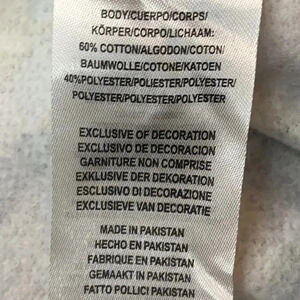 BODY/CUERPO/CORPS/
KÖRPER/CORPO/LICHAAM:
60% COTTON/ALGODON/COTON/
BAUMWOLLE/COTONE/KATOEN
40%POLYESTER/POLIESTER/POLYESTER/
POLYESTER/POLYESTER/POLYESTER
EXCLUSIVE OF DECORATION
EXCLUSIVO DE DECORACION
GARNITURE NON COMPRISE
EXKLUSIVE DER DEKORATION
ESCLUSIVO DI DECORAZIONE
EXCLUSIEVE VAN DECORATIE
MADE IN PAKISTAN
HECHO EN PAKISTAN
FABRIQUE EN PAKISTAN
GEMAAKT IN PAKISTAN
FATTO POLLICI PAKISTAN